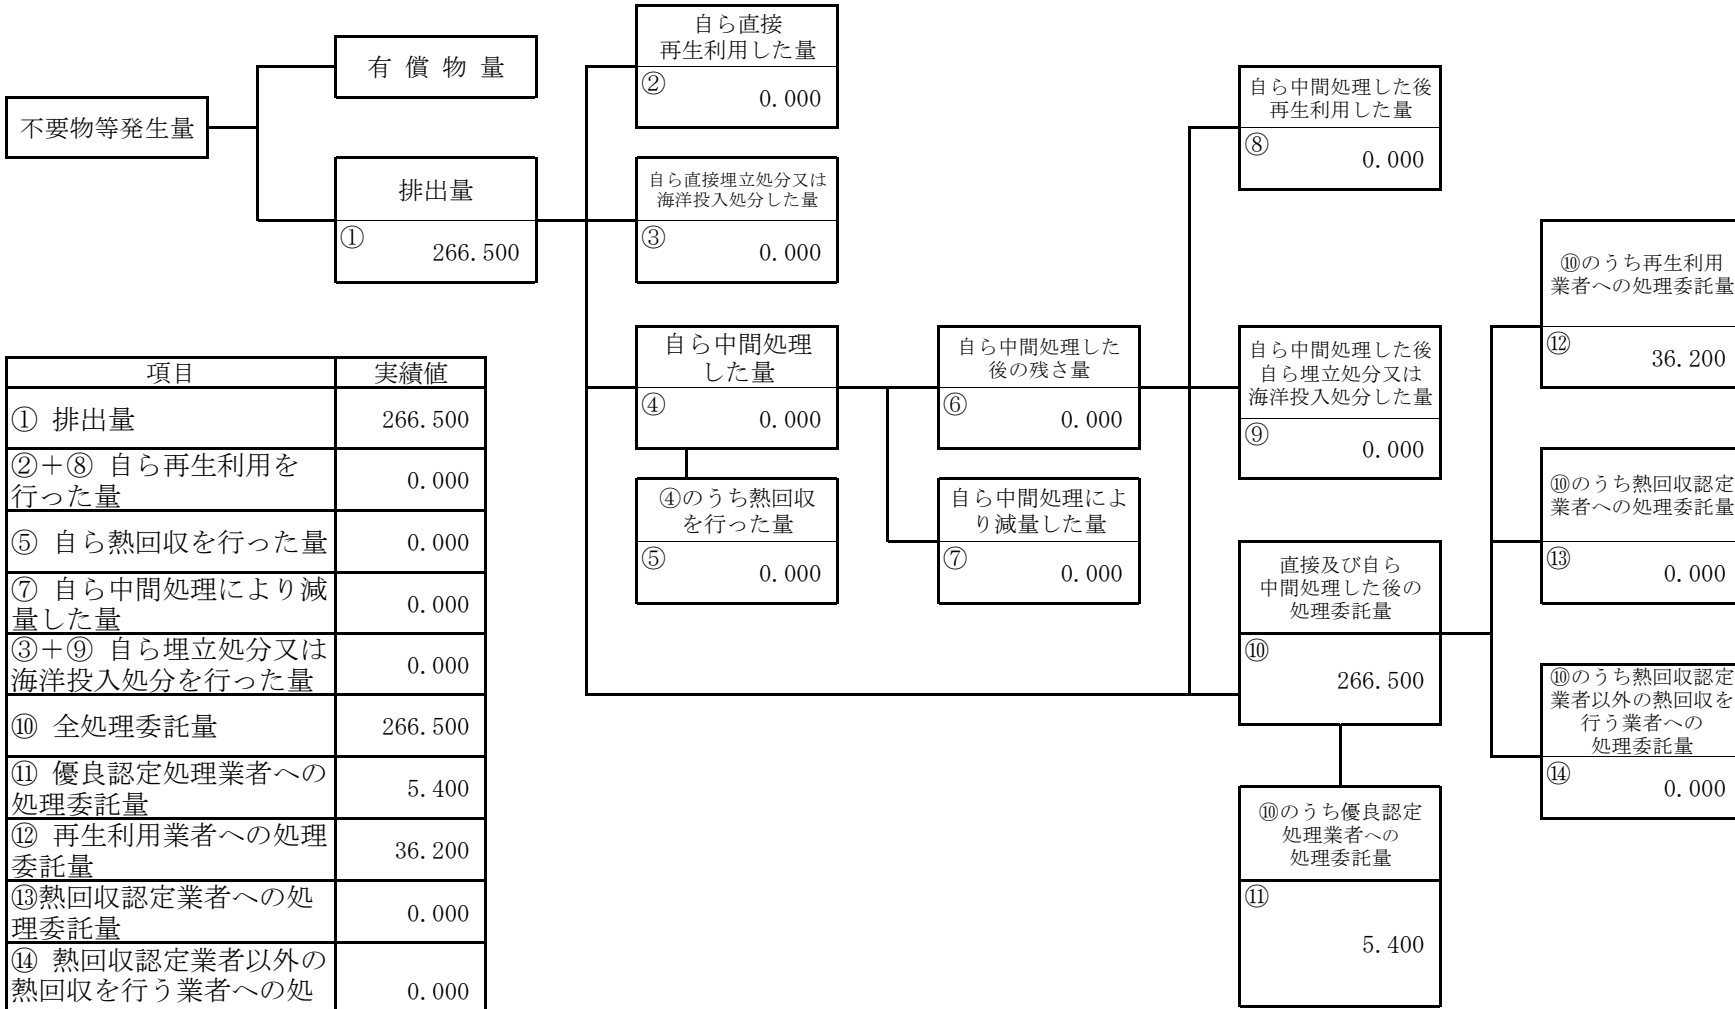 不要物等発生量
有 償 物 量
排出量
①
266.500
自ら直接
再生利用した量
②
0.000
自ら直接埋立処分又は
海洋投入処分した量
③
0.000
自ら中間処理
した量
④
0.000
④のうち熱回収
を行った量
⑤
0.000
自ら中間処理した
後の残さ量
⑥
0.000
自ら中間処理によ
り減量した量
⑦
0.000
自ら中間処理した後
再生利用した量
⑧
0.000
自ら中間処理した後
自ら埋立処分又は
海洋投入処分した量
⑨
0.000
直接及び自ら
中間処理した後の
処理委託量
⑩
266.500
⑩のうち優良認定
処理業者への
処理委託量
⑪
5.400
⑩のうち再生利用
業者への処理委託量
⑫
36.200
⑩のうち熱回収認定
業者への処理委託量
⑬
0.000
⑩のうち熱回収認定
業者以外の熱回収を
行う業者への
処理委託量
⑭
0.000
項目 実績値
① 排出量 266.500
②+⑧ 自ら再生利用を
行った量 0.000
⑤ 自ら熱回収を行った量 0.000
⑦ 自ら中間処理により減
量した量 0.000
③+⑨ 自ら埋立処分又は
海洋投入処分を行った量 0.000
⑩ 全処理委託量 266.500
⑪ 優良認定処理業者への
処理委託量 5.400
⑫ 再生利用業者への処理
委託量 36.200
⑬熱回収認定業者への処
理委託量 0.000
⑭ 熱回収認定業者以外の
熱回収を行う業者への処 0.000